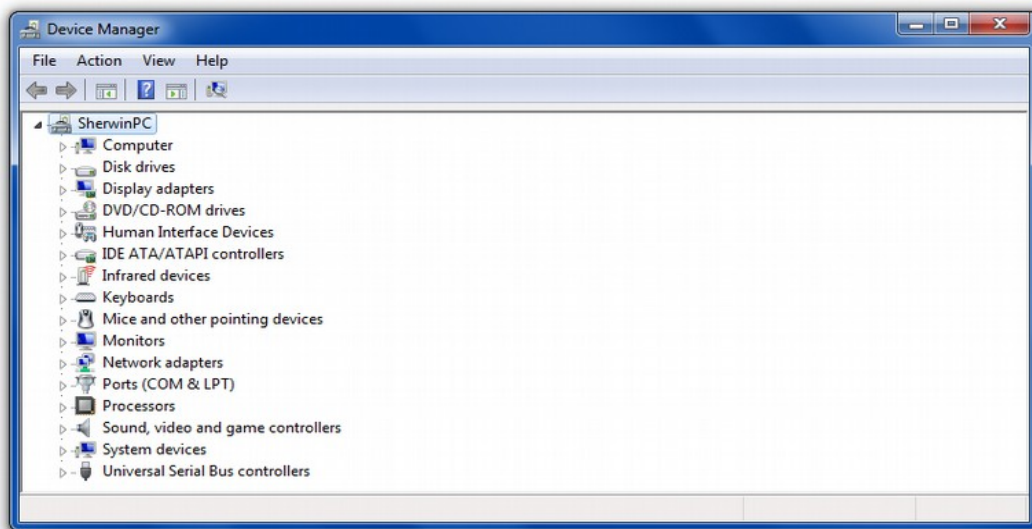 Device Manager
File Action View Help
SherwinPC
Computer
Disk drives
Display adapters
DVD/CD-ROM drives
Human Interface Devices
IDE ATA/ATAPI controllers
Infrared devices
Keyboards
Mice and other pointing devices
Monitors
Network adapters
Ports (COM & LPT)
Processors
Sound, video and game controllers
System devices
Universal Serial Bus controllers